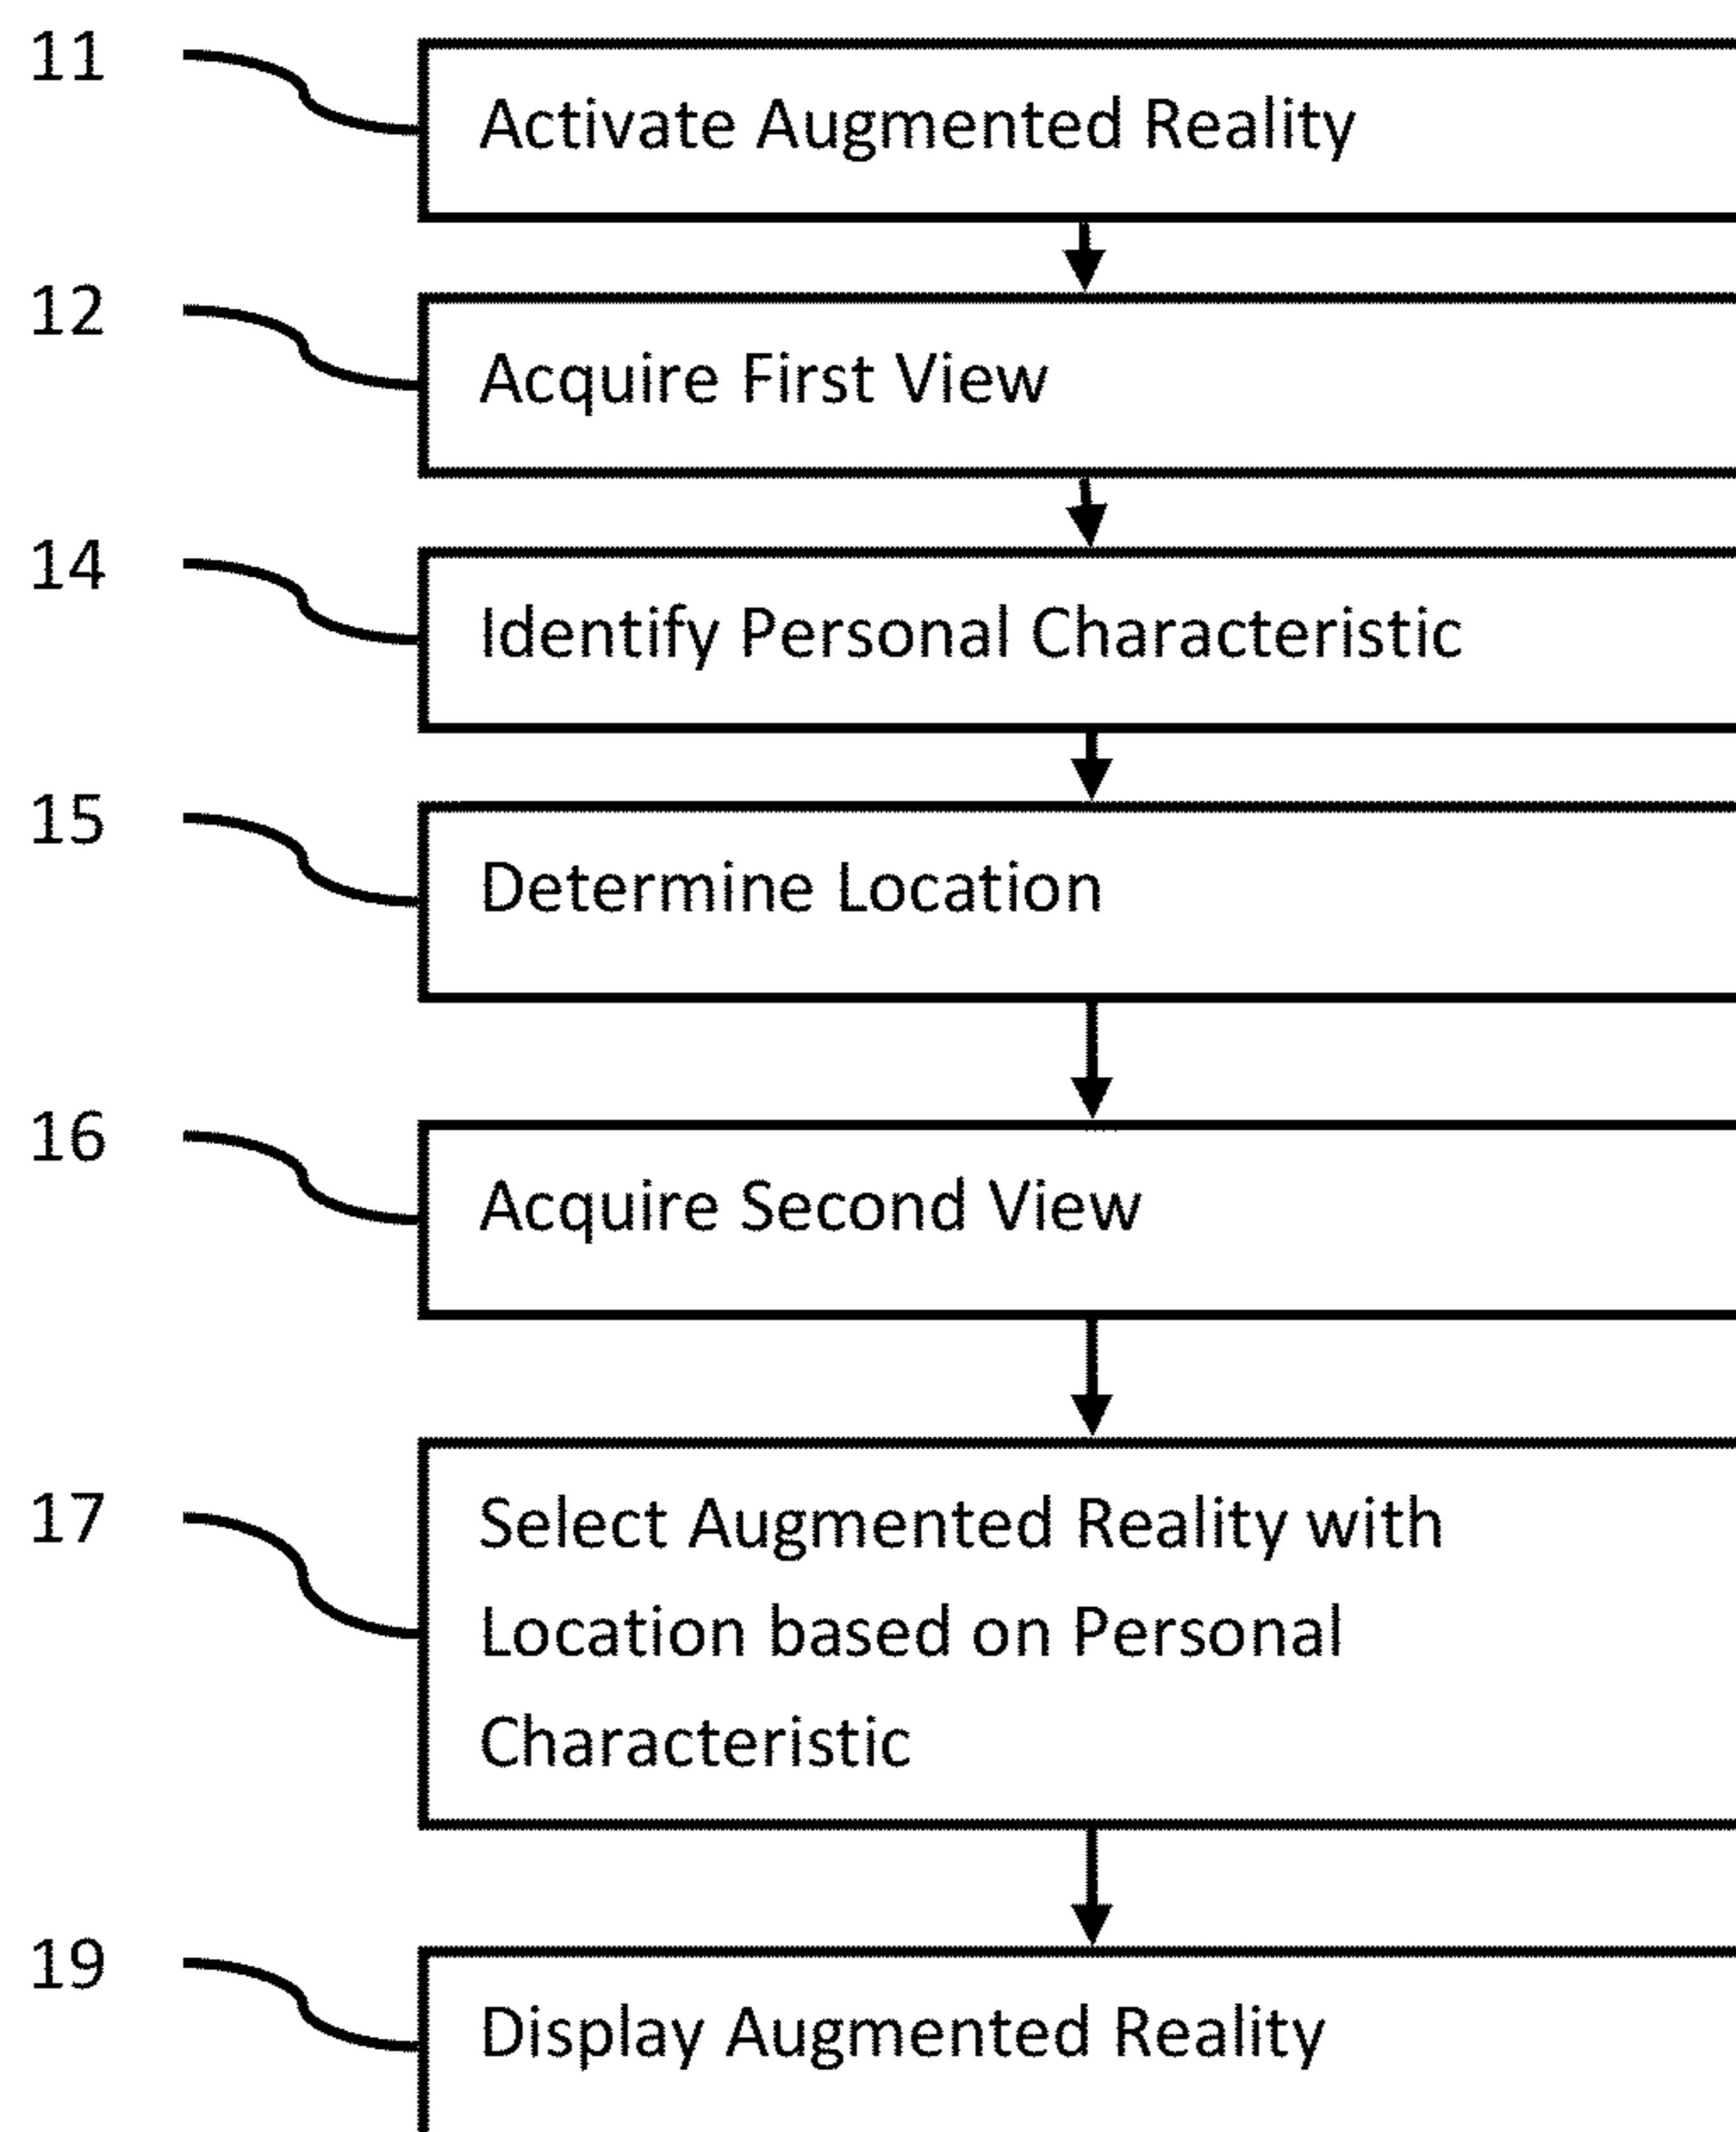 11
Activate Augmented Reality
12
Acquire First View
14
Identify Personal Characteristic
15
Determine Location
16
Acquire Second View
17
Select Augmented Reality with
Location based on Personal
Characteristic
19
Display Augmented Reality